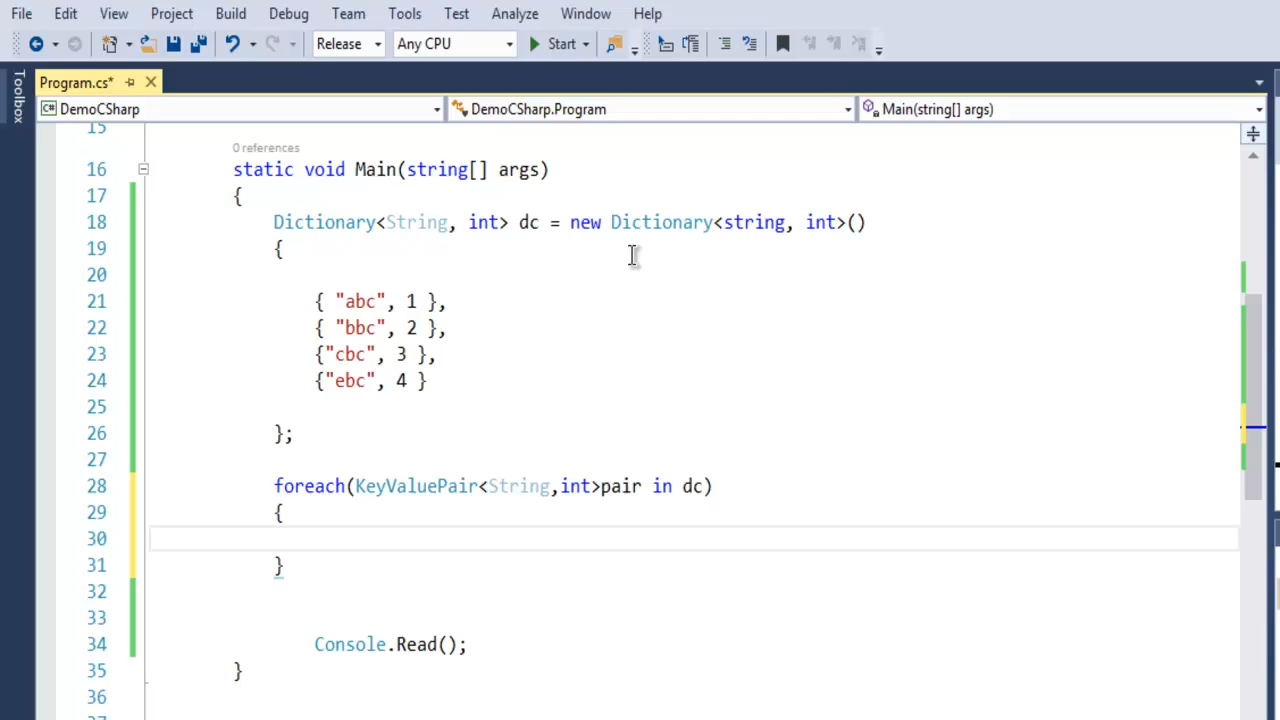 File Edit View Project Build Debug Team Tools Test Analyze Window Help
Release Any CPU Start
Toolbox
Program.cs*
DemoCSharp DemoCSharp.Program Main(string[] args)
15
0 references
16 static void Main(string[] args)
17 {
18 Dictionary<String, int> dc = new Dictionary<string, int>()
19 {
20
21 { "abc", 1 },
22 { "bbc", 2 },
23 {"cbc", 3 },
24 {"ebc", 4 }
25
26 };
27
28 foreach(KeyValuePair<String,int>pair in dc)
29 {
30
31 }
32
33
34 Console.Read();
35 }
36